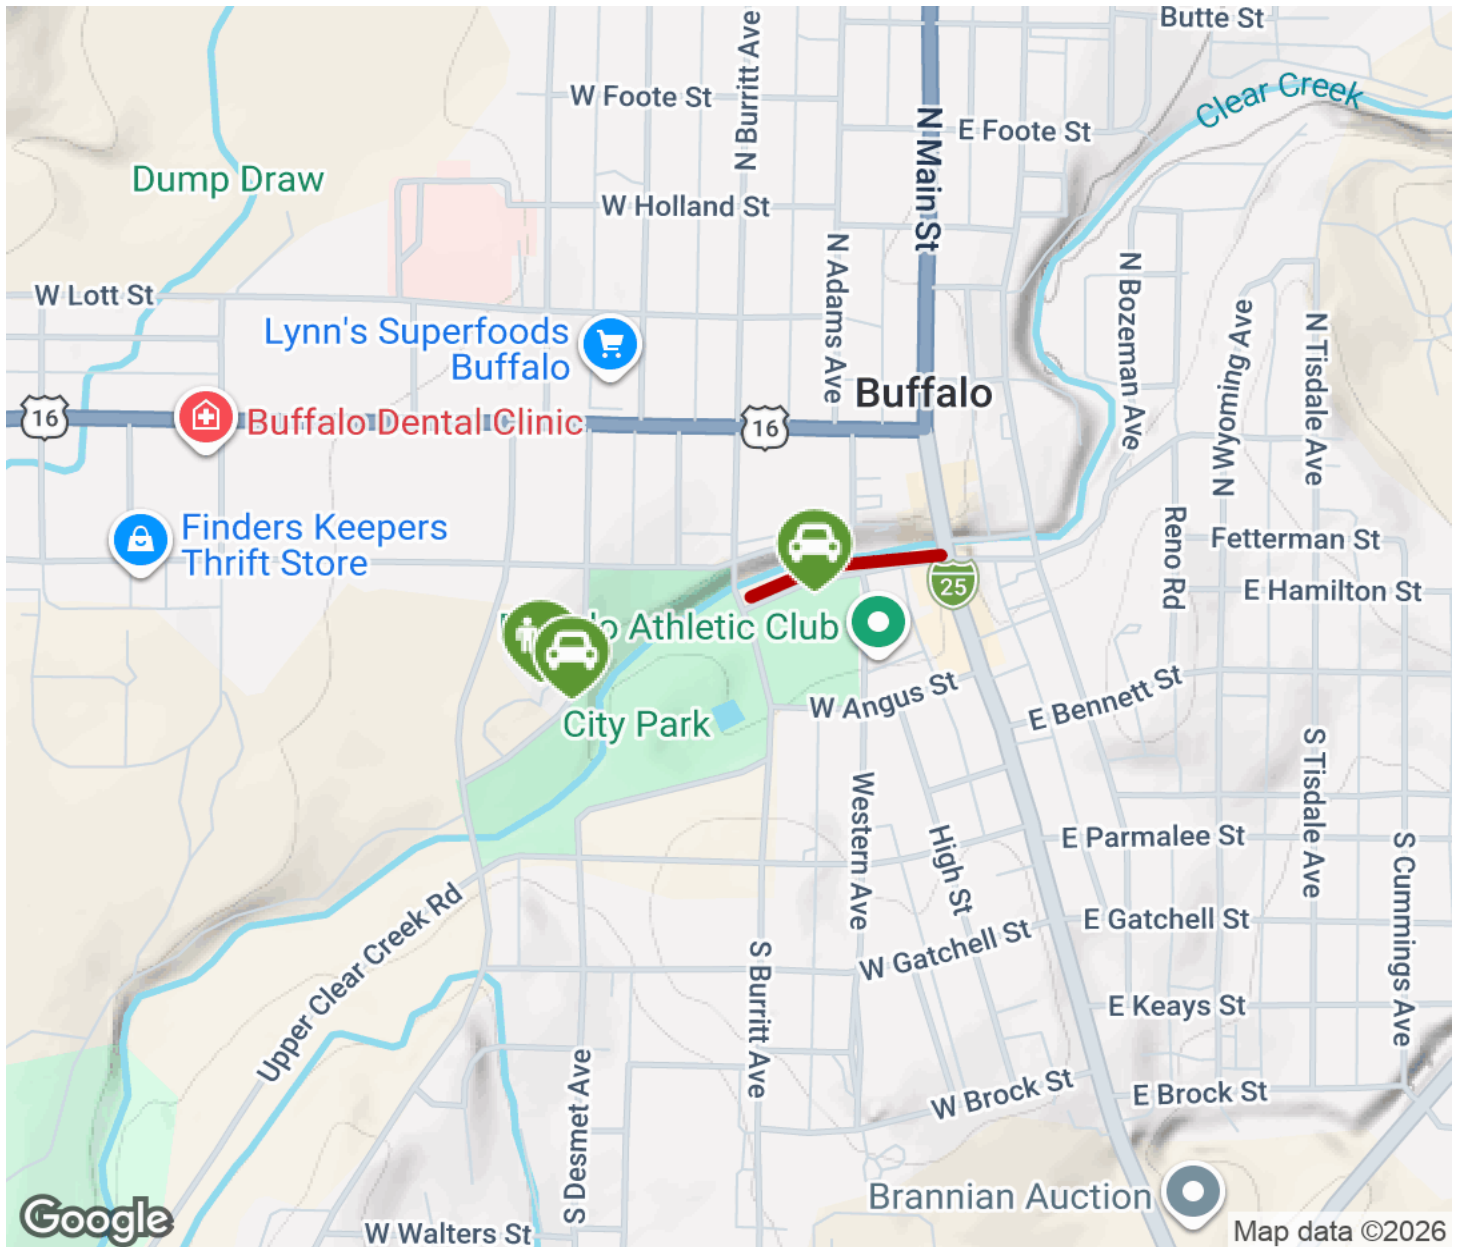 Butte St
W Foote St
N Burritt Ave
N Main St
E Foote St
Clear Creek
Dump Draw
W Holland St
N Adams Ave
N Bozeman Ave
N Wyoming Ave
N Tisdale Ave
W Lott St
Lynn's Superfoods
Buffalo
Buffalo
16
Buffalo Dental Clinic
16
Finders Keepers
Thrift Store
Reno Rd
Fetterman St
25
E Hamilton St
Athletic Club
City Park
W Angus St
E Bennett St
S Tisdale Ave
Western Ave
High St
E Parmalee St
S Cummings Ave
Upper Clear Creek Rd
E Gatchell St
W Gatchell St
S Burritt Ave
E Keays St
S Desmet Ave
W Brock St
E Brock St
Brannian Auction
Google
W Walters St
Map data ©2026